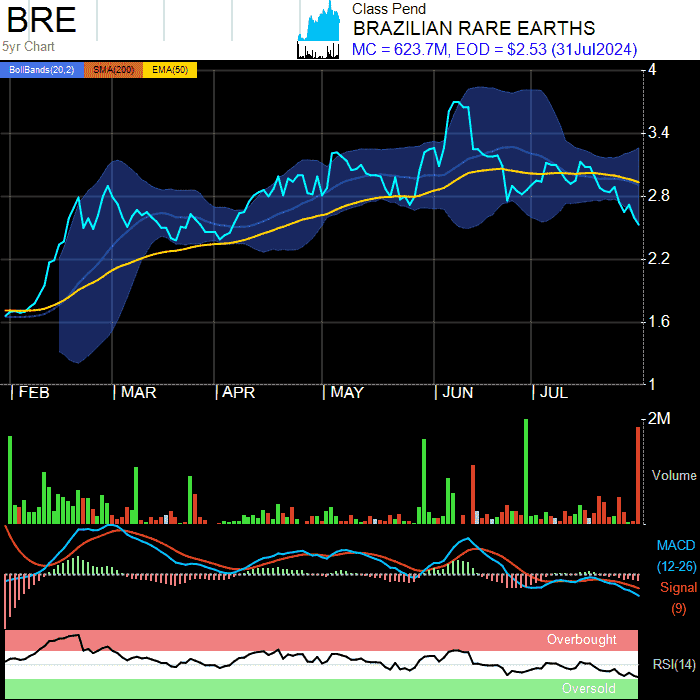 BRE
5yr Chart
Class Pend
BRAZILIAN RARE EARTHS
MC = 623.7M, EOD = $2.53 (31Jul2024)
BollBands(20,2) SMA(200) EMA(50)
4
3.4
2.8
2.2
1.6
1
FEB MAR APR MAY JUN JUL
2M
Volume
MACD
(12-26)
Signal
(9)
Overbought
RSI(14)
Oversold